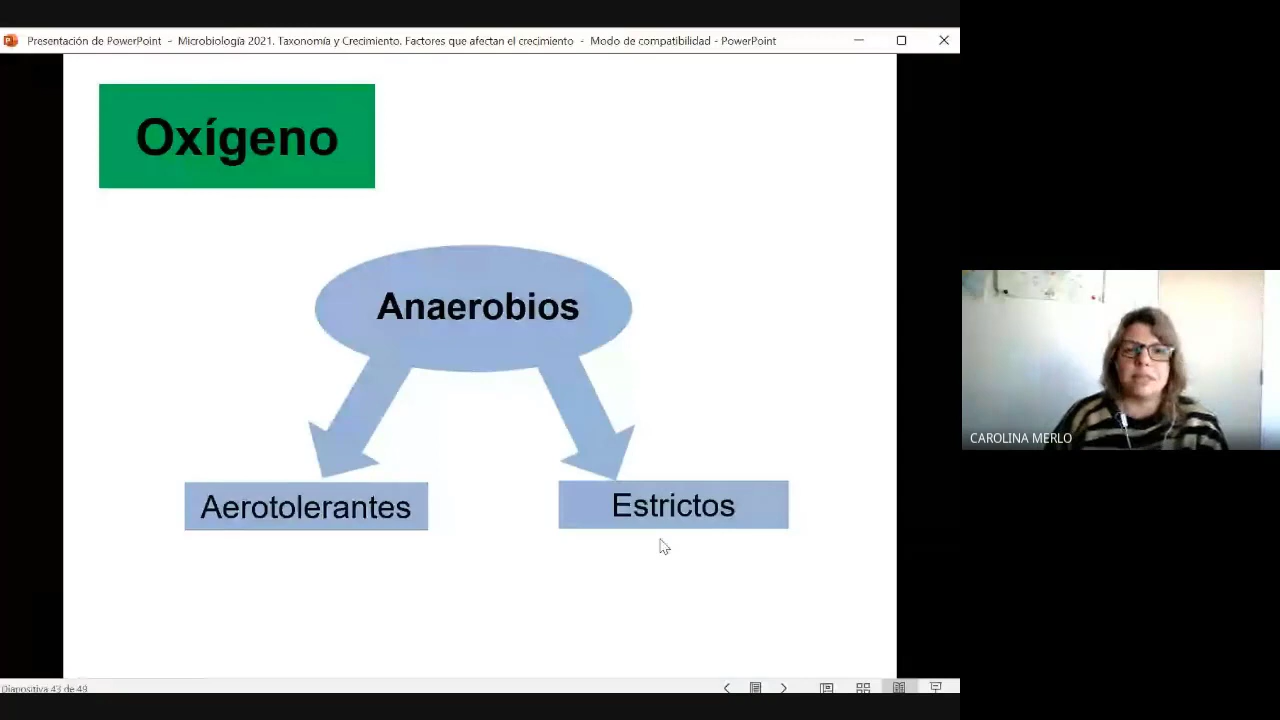 Presentación de PowerPoint - Microbiología 2021. Taxonomía y Crecimiento. Factores que afectan el crecimiento - Modo de compatibilidad - PowerPoint
Oxígeno
Anaerobios
Aerotolerantes
Estrictos
CAROLINA MERLO
Diapositiva 43 de 49